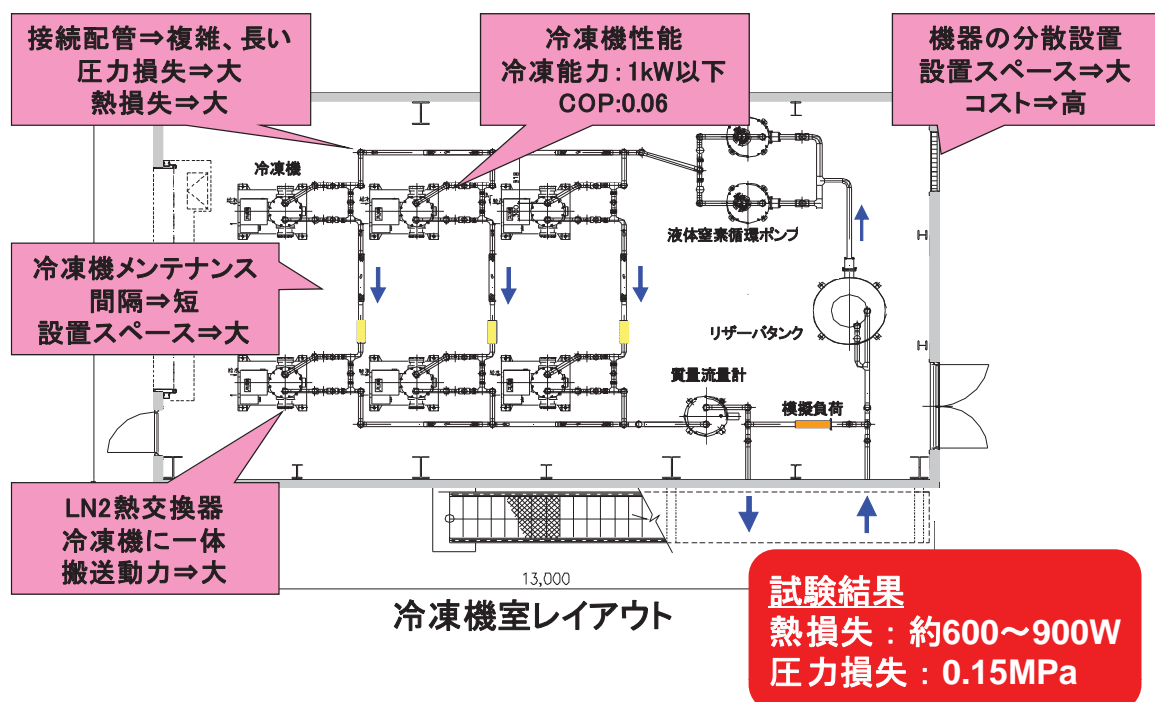 接続配管⇒複雑、長い
圧力損失⇒大
熱損失⇒大
冷凍機性能
冷凍能力：1kW以下
COP:0.06
機器の分散設置
設置スペース⇒大
コスト⇒高
冷凍機
液体窒素循環ポンプ
冷凍機メンテナンス
間隔⇒短
設置スペース⇒大
リザーバタンク
質量流量計
模擬負荷
LN2熱交換器
冷凍機に一体
搬送動力⇒大
13,000
冷凍機室レイアウト
試験結果
熱損失：約600～900W
圧力損失：0.15MPa